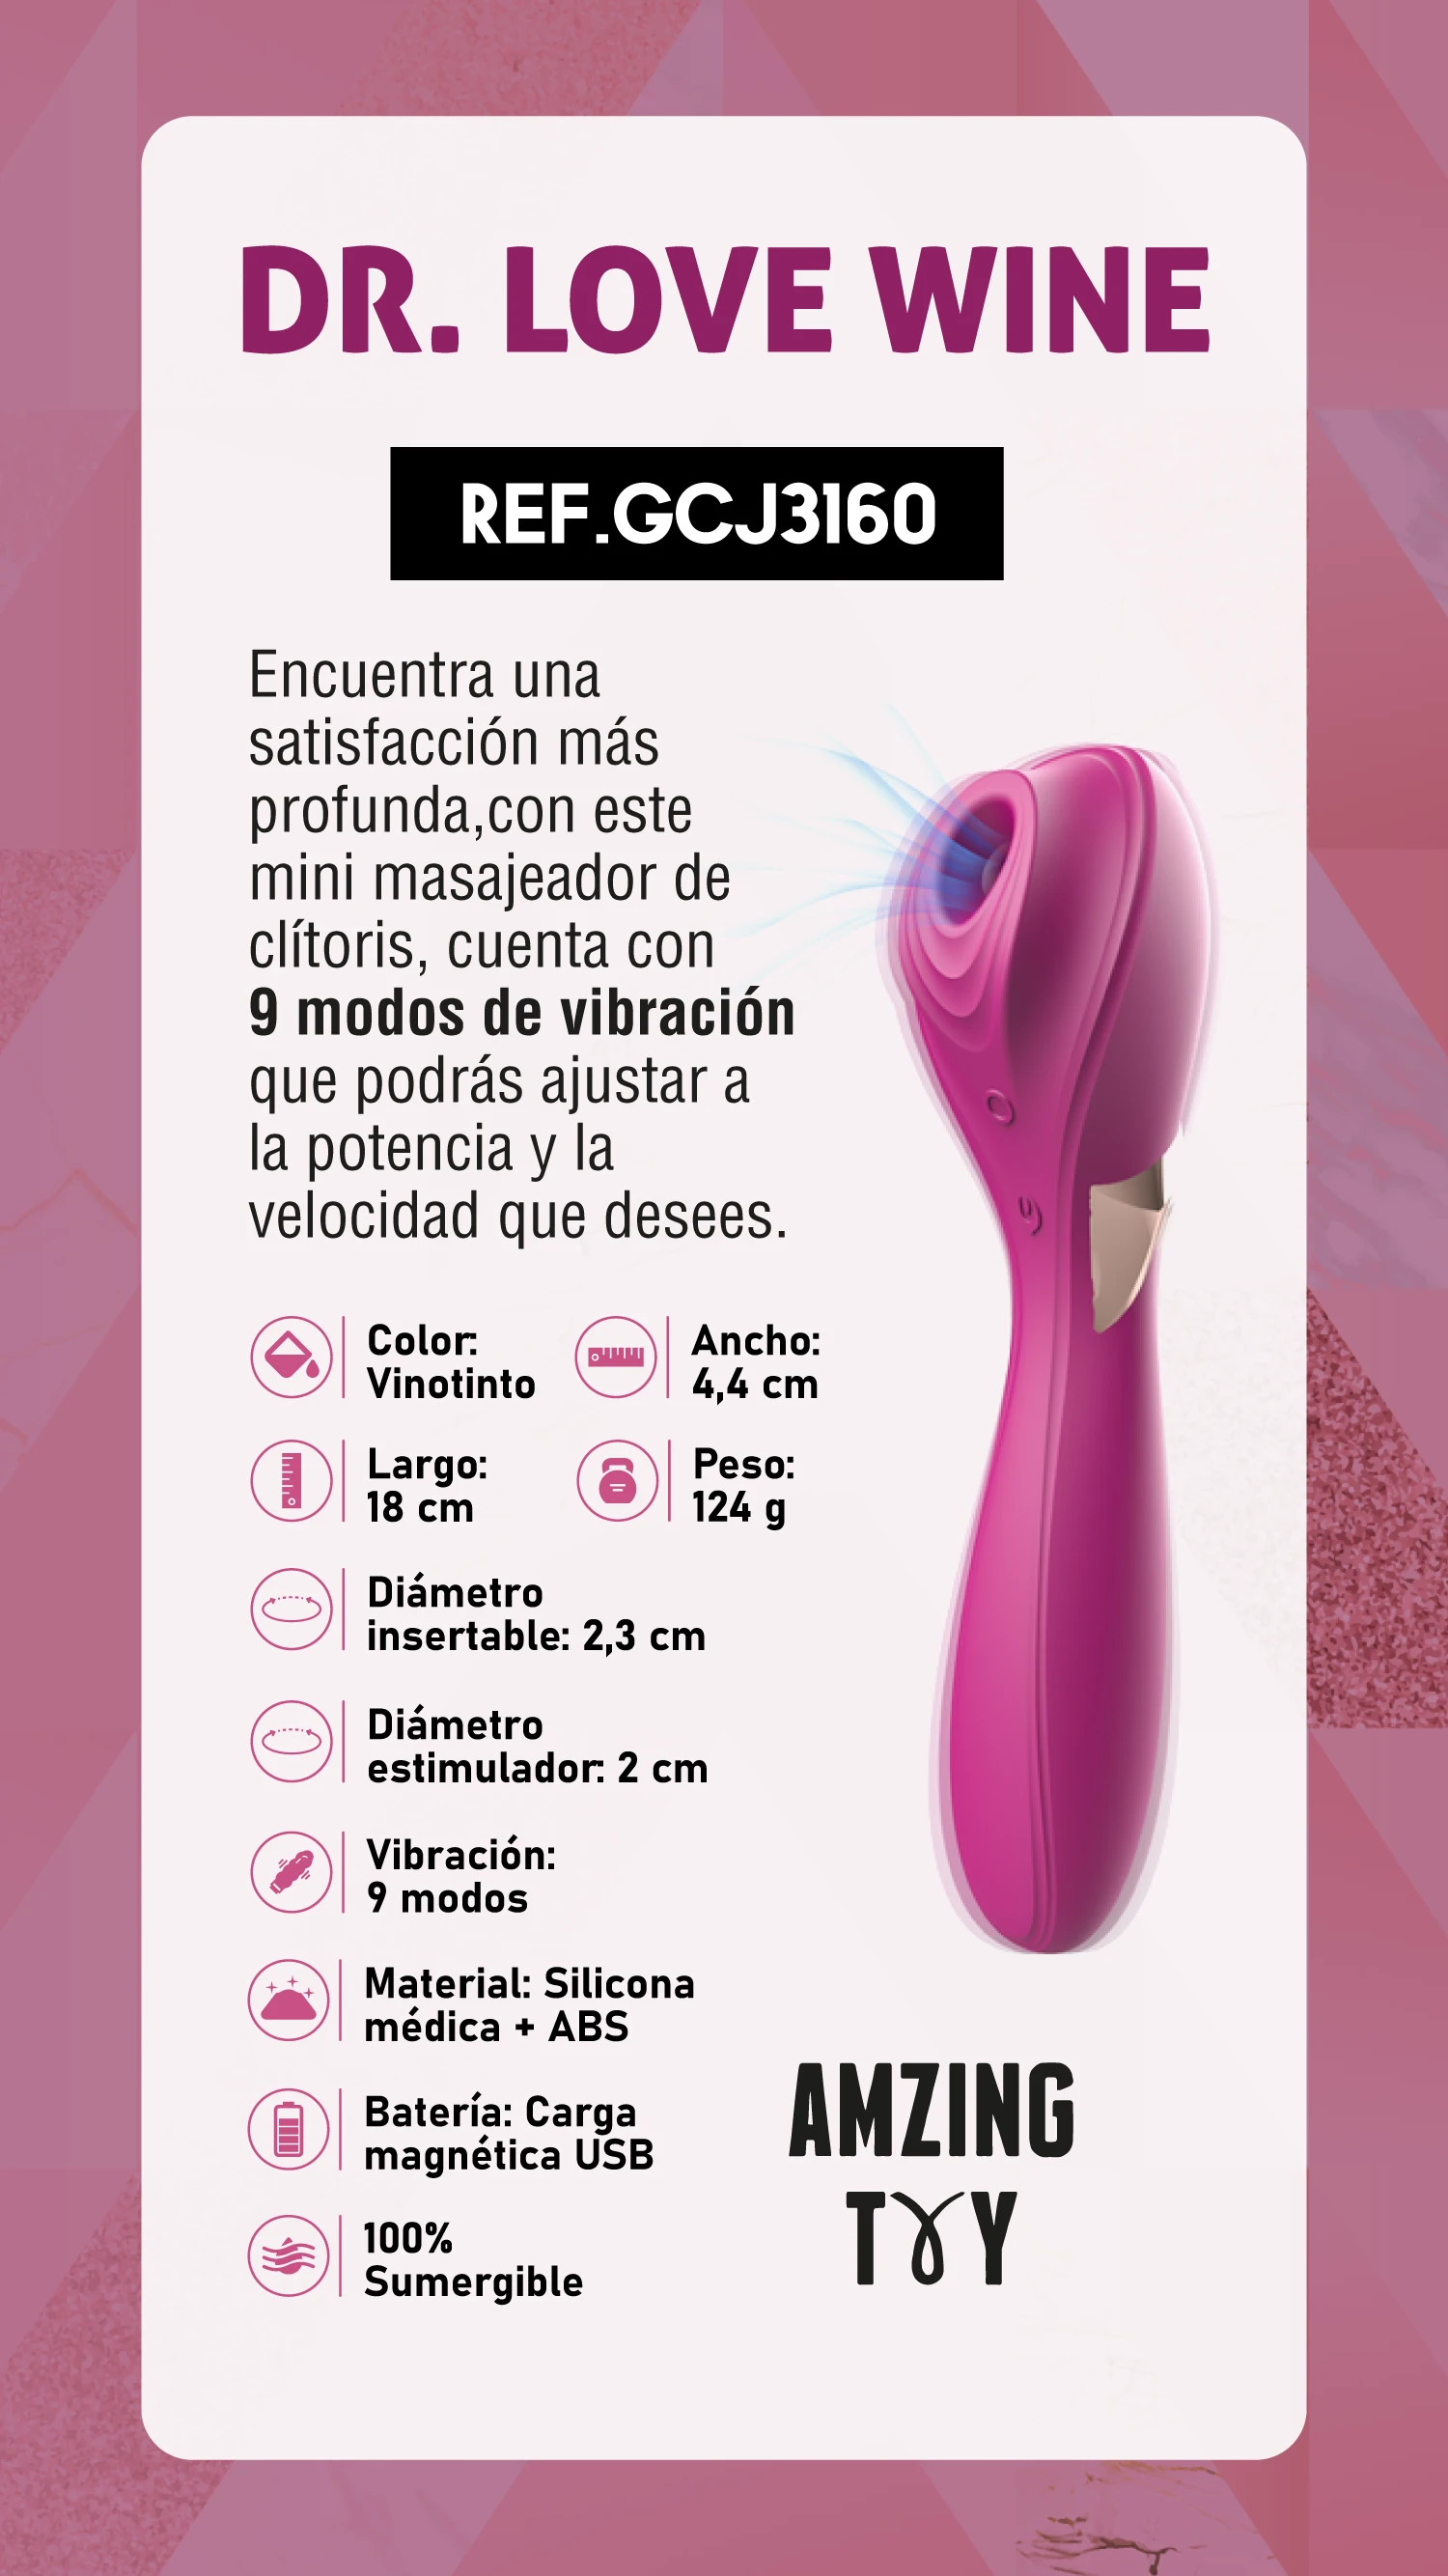 DR. LOVE WINE
REF.GCJ3160
Encuentra una
satisfacción más
profunda,con este
mini masajeador de
clítoris, cuenta con
9 modos de vibración
que podrás ajustar a
la potencia y la
velocidad que desees.
Color:
Vinotinto
Ancho:
4,4 cm
Largo:
18 cm
Peso:
124 g
Diámetro
insertable: 2,3 cm
Diámetro
estimulador: 2 cm
Vibración:
9 modos
Material: Silicona
médica + ABS
Batería: Carga
magnética USB
100%
Sumergible
AMZING
TOY